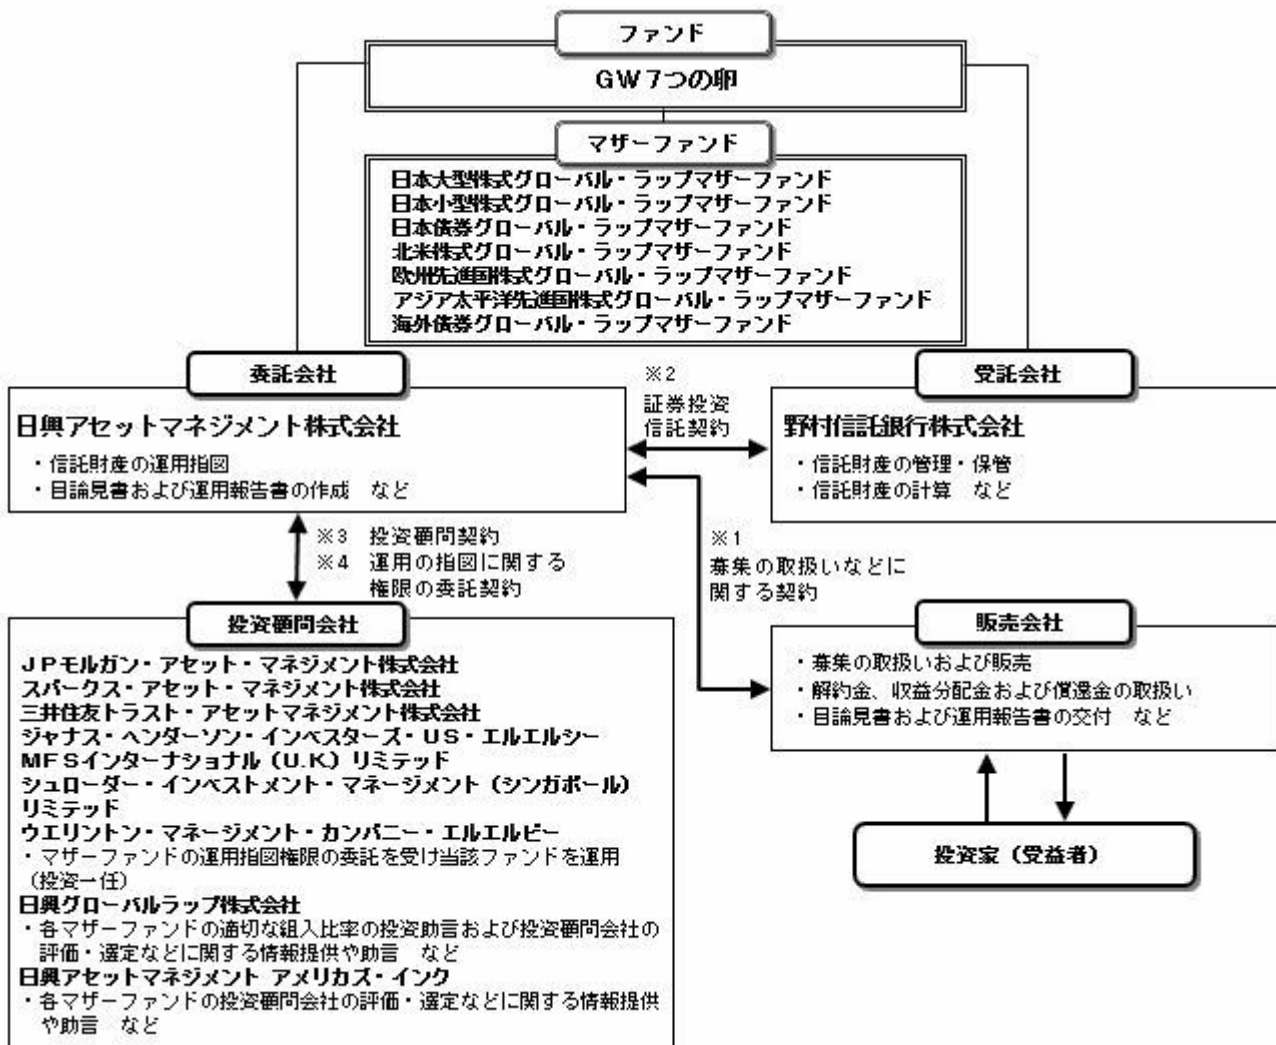 ファンド
GW7つの卵
マザーファンド
日本大型株式グローバル・ラップマザーファンド
日本小型株式グローバル・ラップマザーファンド
日本債券グローバル・ラップマザーファンド
北米株式グローバル・ラップマザーファンド
欧州先進国株式グローバル・ラップマザーファンド
アジア太平洋先進国株式グローバル・ラップマザーファンド
海外債券グローバル・ラップマザーファンド
委託会社
日興アセットマネジメント株式会社
・信託財産の運用指図
・目論見書および運用報告書の作成 など
※2
証券投資
信託契約
受託会社
野村信託銀行株式会社
・信託財産の管理・保管
・信託財産の計算 など
※3 投資顧問契約
※4 運用の指図に関する
権限の委託契約
※1
募集の取扱いなどに
関する契約
投資顧問会社
JPモルガン・アセット・マネジメント株式会社
スパークス・アセット・マネジメント株式会社
三井住友トラスト・アセットマネジメント株式会社
ジャナス・ヘンダーソン・インベスターズ・US・エルエルシー
MFSインターナショナル(U.K)リミテッド
シュローダー・インベストメント・マネージメント(シンガポール)
リミテッド
ウエリントン・マネージメント・カンパニー・エルエルピー
・マザーファンドの運用指図権限の委託を受け当該ファンドを運用
(投資一任)
日興グローバルラップ株式会社
・各マザーファンドの適切な組入比率の投資助言および投資顧問会社の
評価・選定などに関する情報提供や助言 など
日興アセットマネジメント アメリカズ・インク
・各マザーファンドの投資顧問会社の評価・選定などに関する情報提供
や助言 など
販売会社
・募集の取扱いおよび販売
・解約金、収益分配金および償還金の取扱い
・目論見書および運用報告書の交付 など
投資家(受益者)